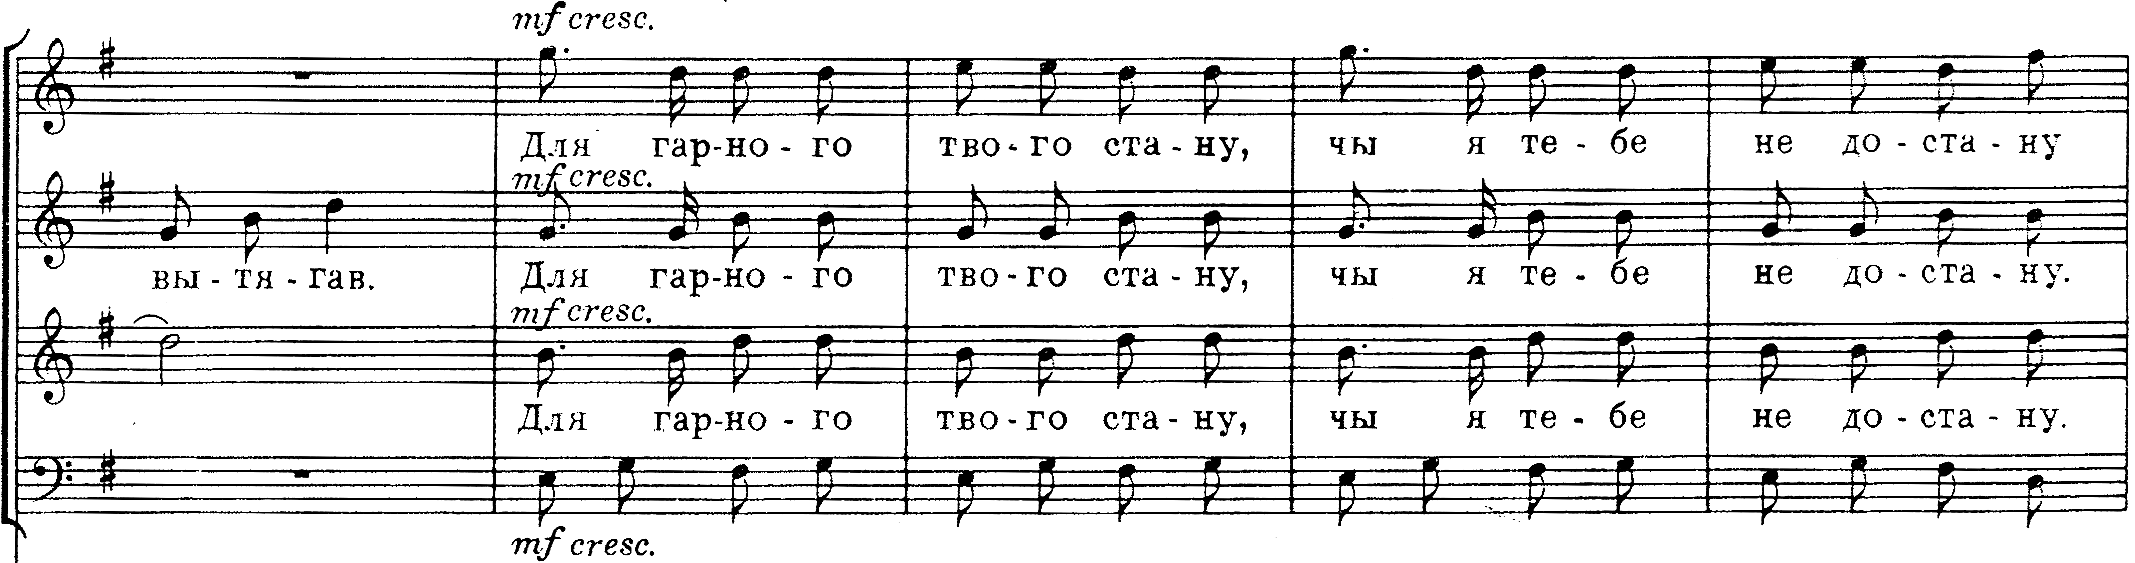 mf cresc.
Для гар-но-го тво-го ста-ну, чы я те-бе не до-ста-ну
mf cresc.
вы-тя-гав. Для гар-но-го тво-го ста-ну, чы я те-бе не до-ста-ну.
mf cresc.
Для гар-но-го тво-го ста-ну, чы я те-бе не до-ста-ну.
mf cresc.